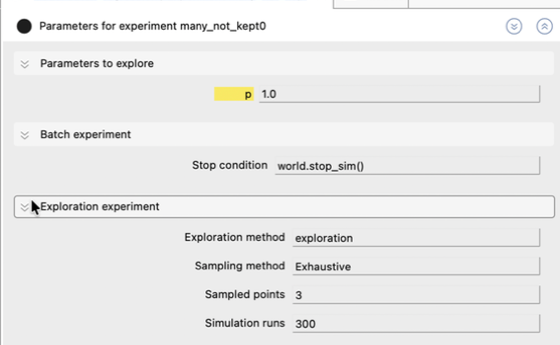 Parameters for experiment many_not_kept0
Parameters to explore
p 1.0
Batch experiment
Stop condition world.stop_sim()
Exploration experiment
Exploration method exploration
Sampling method Exhaustive
Sampled points 3
Simulation runs 300